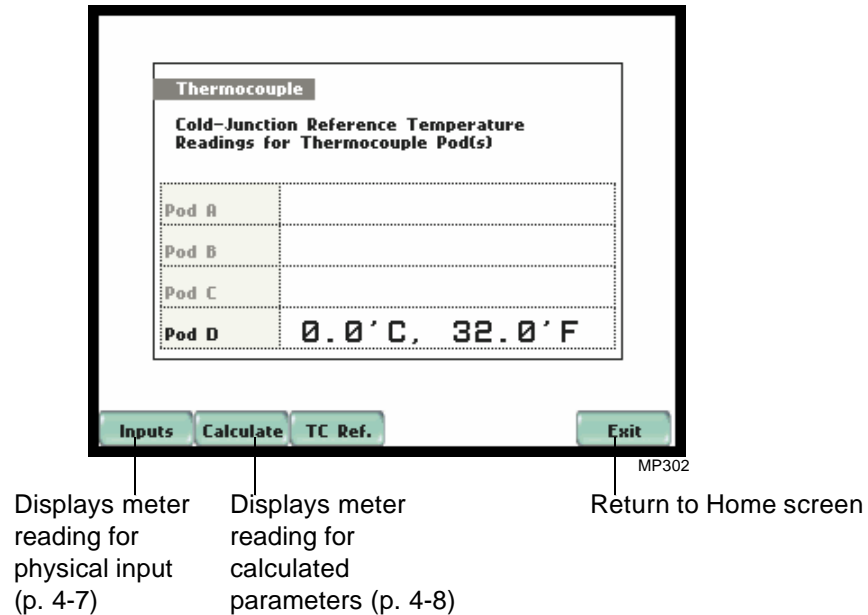 Thermocouple
Cold-Junction Reference Temperature
Readings for Thermocouple Pod(s)
Pod A
Pod B
Pod C
Pod D 0.0'C, 32.0'F
Inputs Calculate TC Ref. Exit
MP302
Displays meter
reading for
physical input
(p. 4-7)
Displays meter
reading for
calculated
parameters (p. 4-8)
Return to Home screen